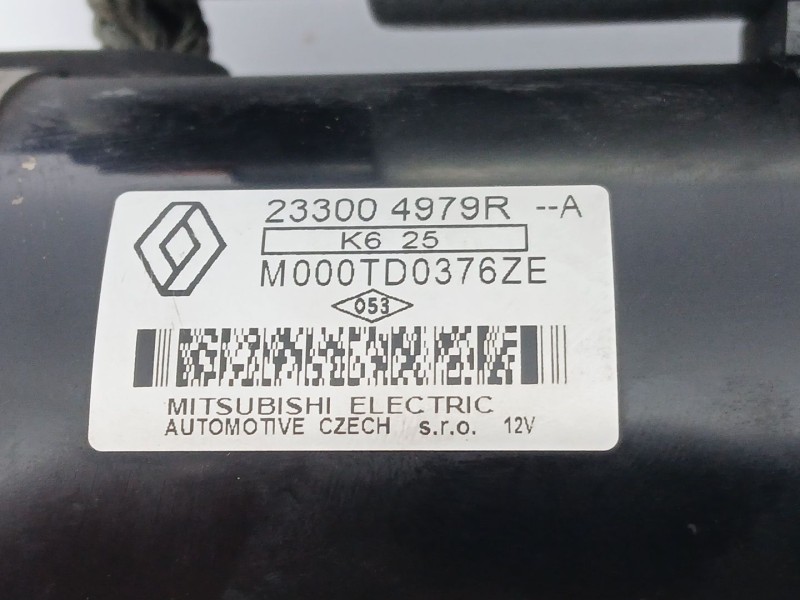 23300 4979R --A
K6 25
M000TD0376ZE
053
MITSUBISHI ELECTRIC
AUTOMOTIVE CZECH s.r.o. 12V